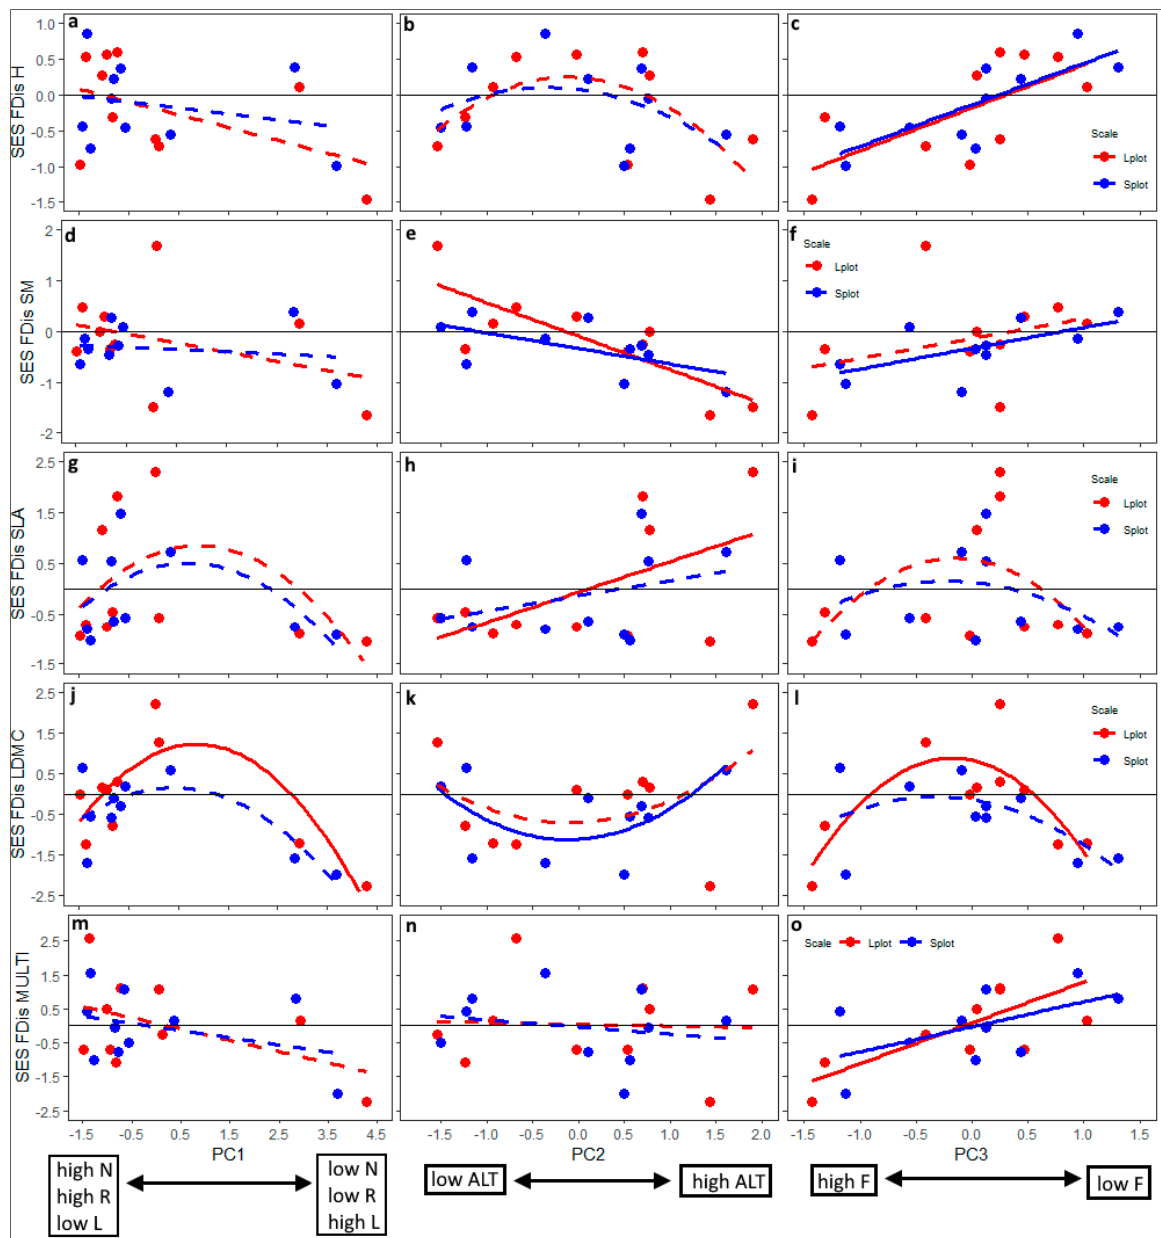 a
b
c
SES FDis H
1.0
0.5
0.0
-0.5
-1.0
-1.5
Scale
Lplot
Splot
d
e
f
SES FDis SM
2
1
0
-1
-2
Scale
Lplot
Splot
g
h
i
SES FDis SLA
2.5
1.5
0.5
-0.5
-1.5
Scale
Lplot
Splot
j
k
l
SES FDis LDMC
2.5
1.5
0.5
-0.5
-1.5
-2.5
Scale
Lplot
Splot
m
n
o
SES FDis MULTI
2.5
1.5
0.5
-0.5
-1.5
-2.5
Scale Lplot Splot
-1.5 -0.5 0.5 1.5 2.5 3.5 4.5
-1.5 -1.0 -0.5 0.0 0.5 1.0 1.5 2.0
-1.5 -1.0 -0.5 0.0 0.5 1.0 1.5
PC1
PC2
PC3
high N
high R
low L
low N
low R
high L
low ALT
high ALT
high F
low F